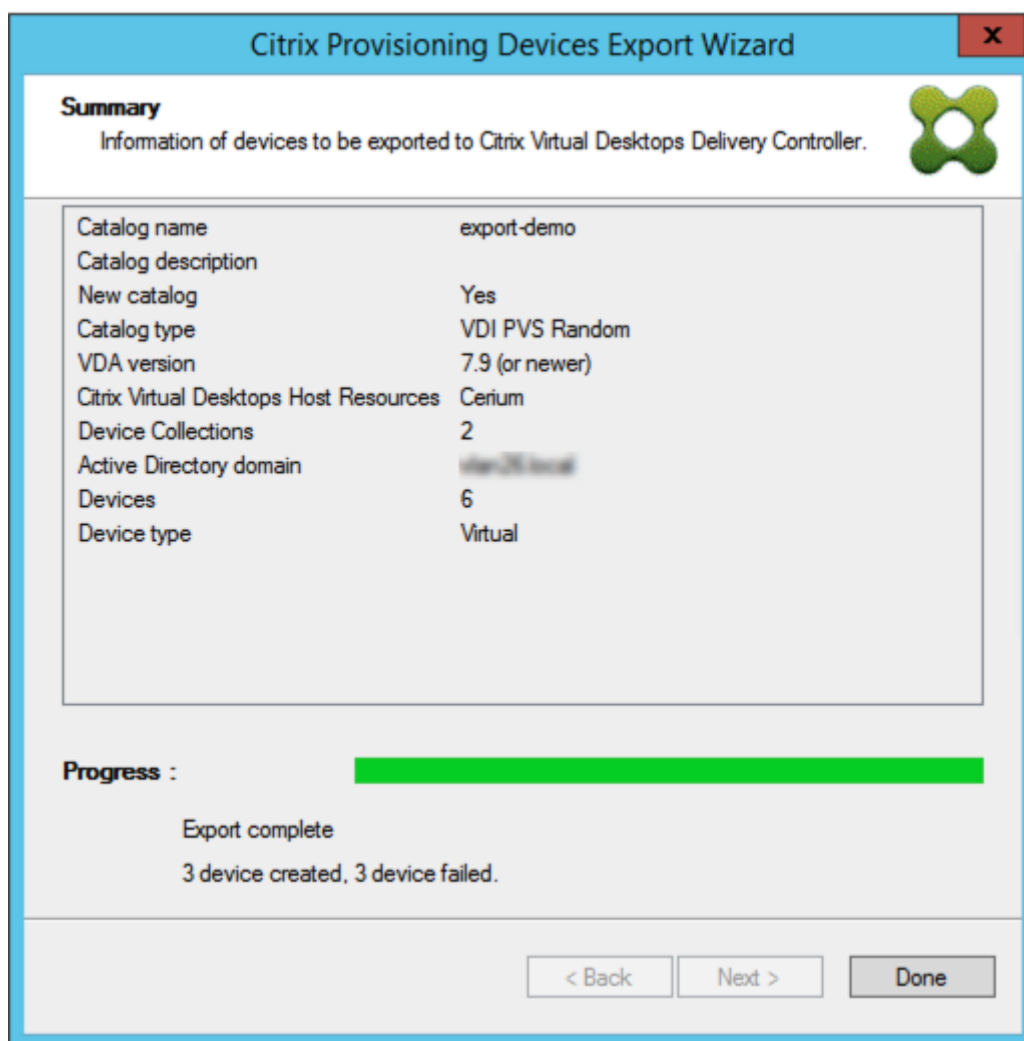 Citrix Provisioning Devices Export Wizard
x
Summary
Information of devices to be exported to Citrix Virtual Desktops Delivery Controller.
Catalog name export-demo
Catalog description
New catalog Yes
Catalog type VDI PVS Random
VDA version 7.9 (or newer)
Citrix Virtual Desktops Host Resources Cerium
Device Collections 2
Active Directory domain
Devices 6
Device type Virtual
Progress :
Export complete
3 device created, 3 device failed.
< Back Next > Done